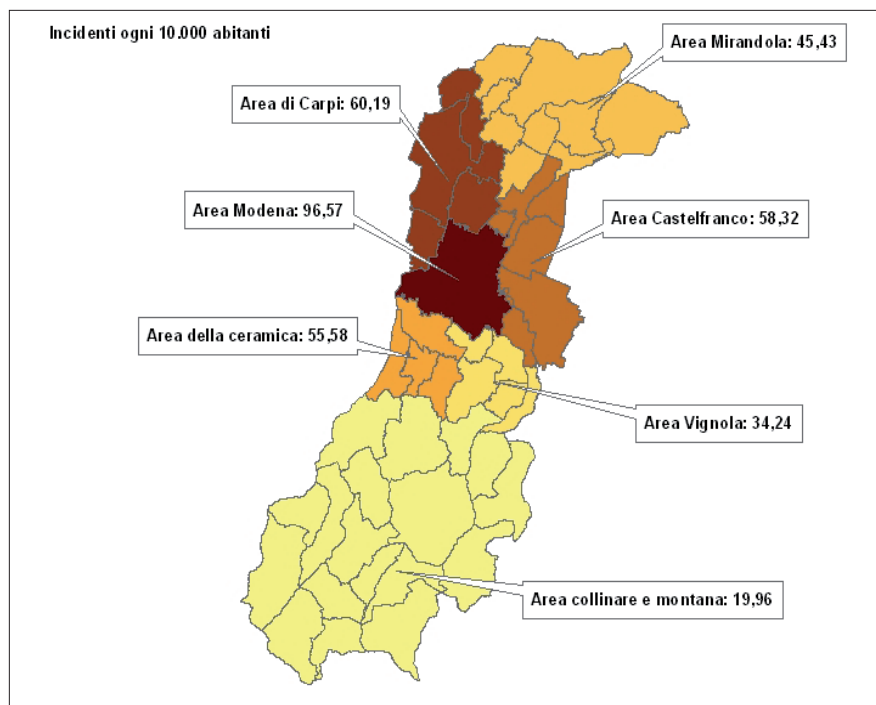 Incidenti ogni 10.000 abitanti
Area Mirandola: 45,43
Area di Carpi: 60,19
Area Modena: 96,57
Area Castelfranco: 58,32
Area della ceramica: 55,58
Area Vignola: 34,24
Area collinare e montana: 19,96